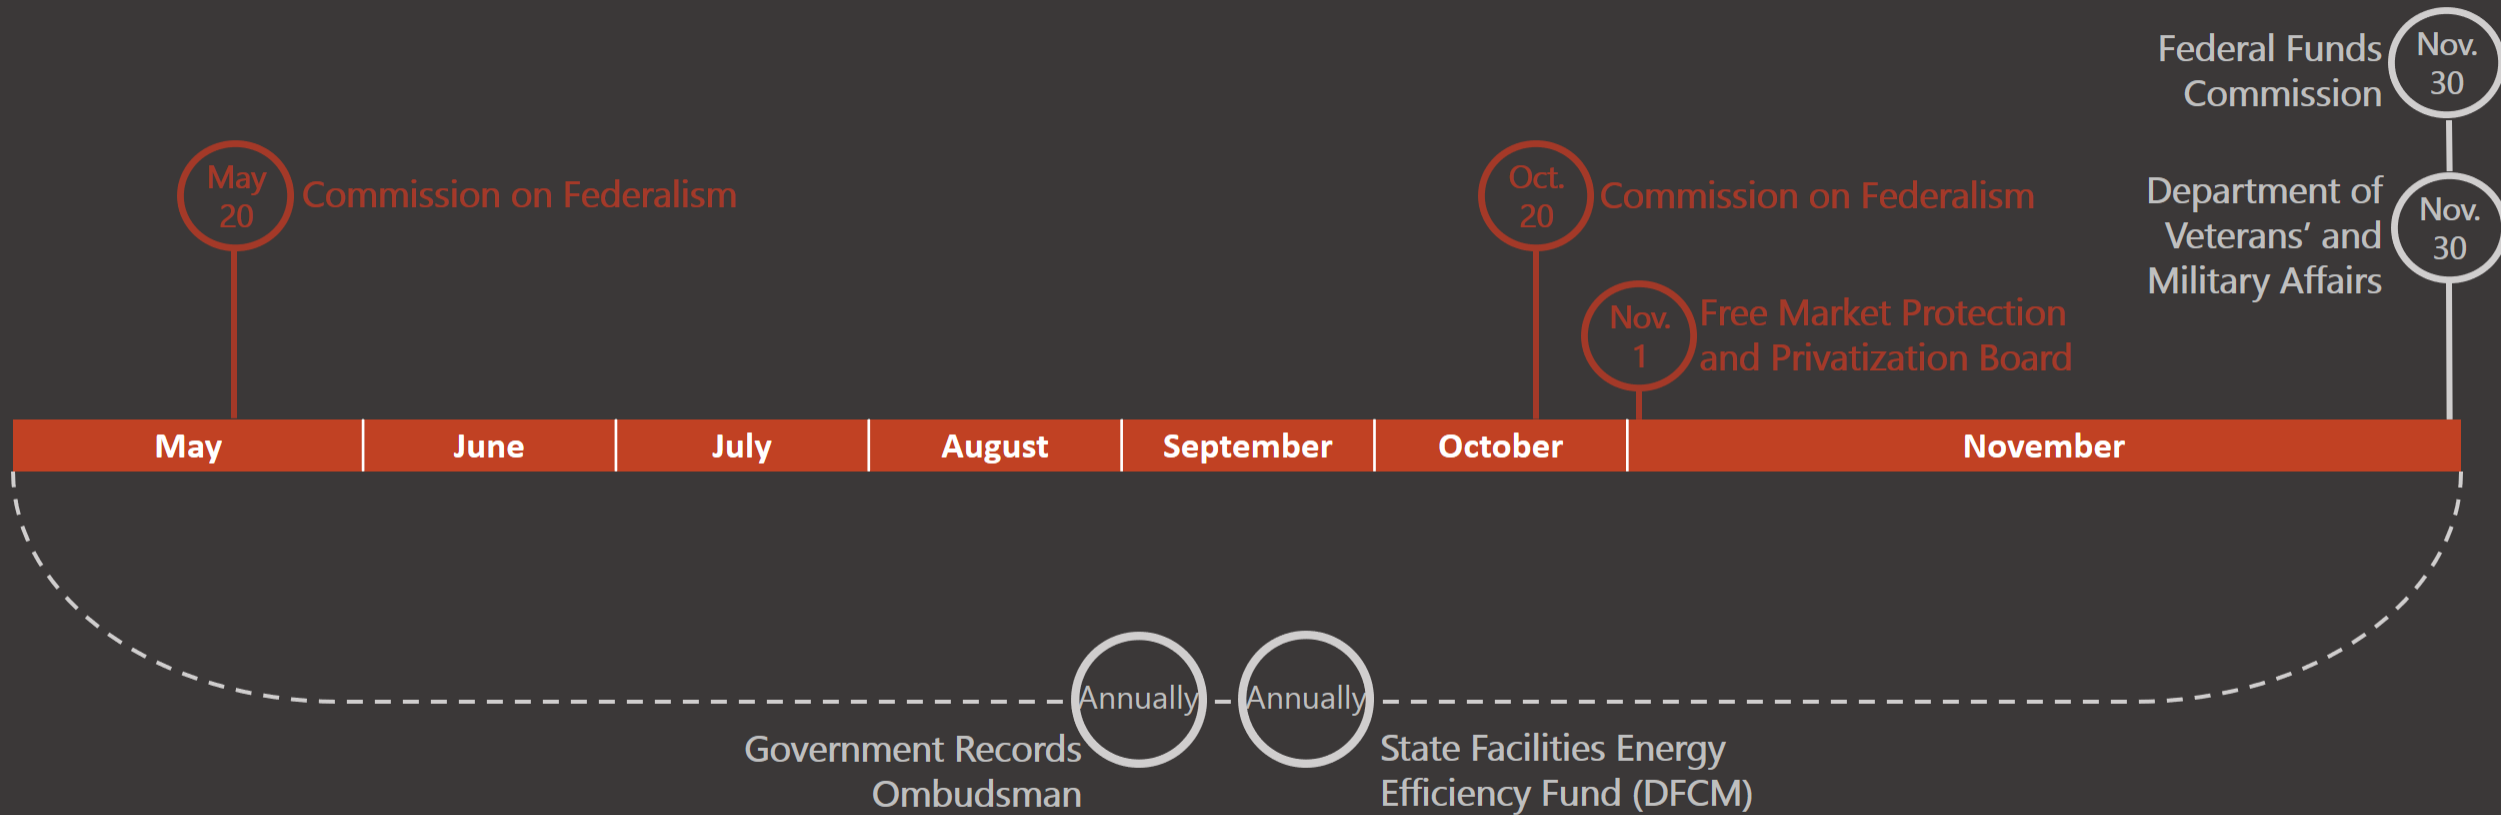 Federal Funds
Commission
Nov.
30
May
20
Commission on Federalism
Oct.
20
Commission on Federalism
Department of
Veterans’ and
Military Affairs
Nov.
30
Nov.
1
Free Market Protection
and Privatization Board
May June July August September October November
Annually
Annually
Government Records
Ombudsman
State Facilities Energy
Efficiency Fund (DFCM)